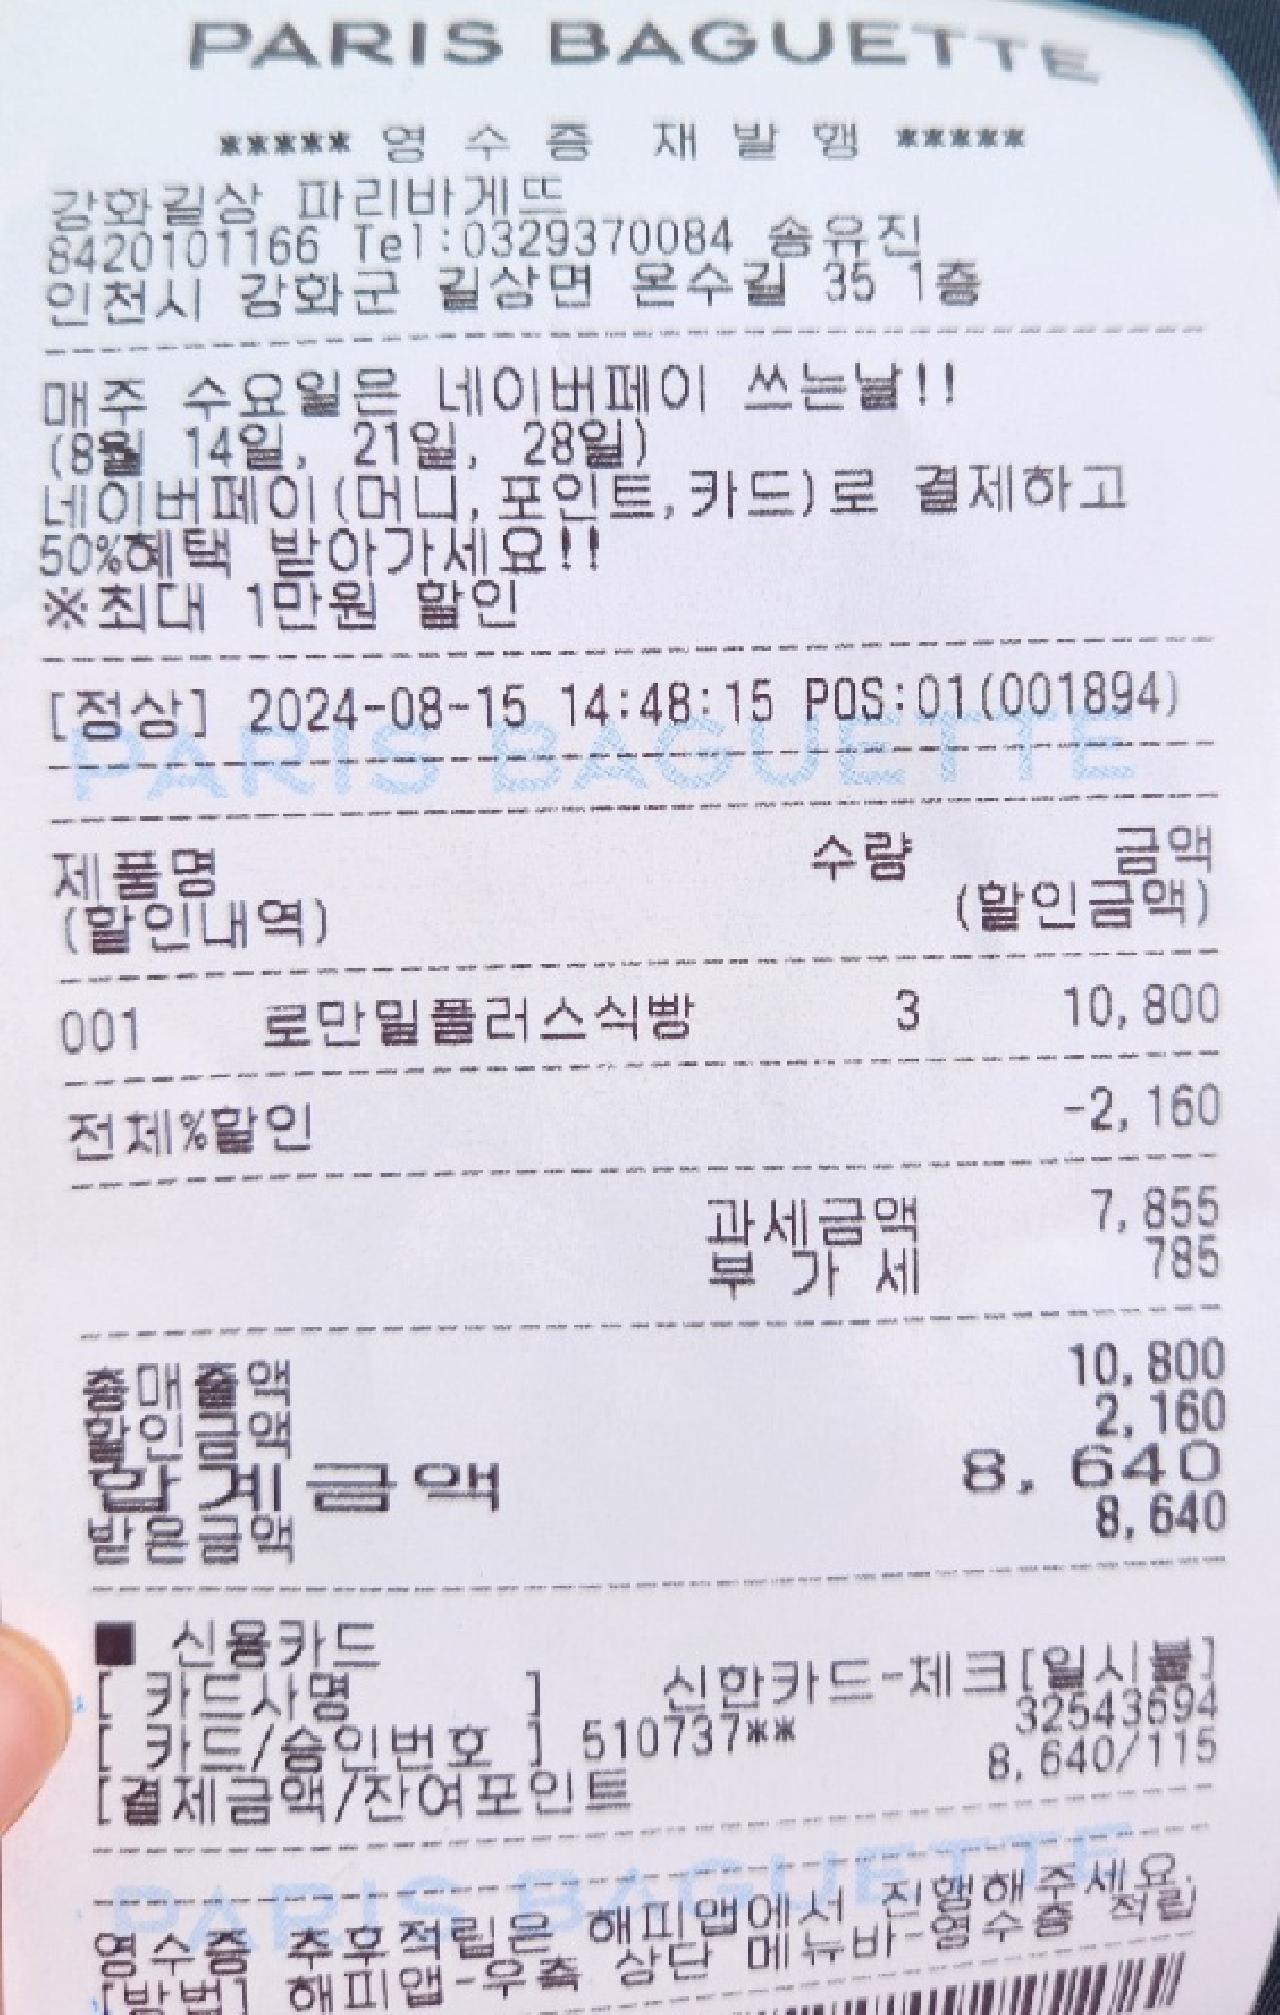 PARIS BAGUETTE
***** 영 수 증 재 발 행 *****
강화길상 파리바게뜨
8420101166 Tel:0329370084 송유진
인천시 강화군 길상면 온수길 35 1층
매주 수요일은 네이버페이 쓰는날!!
(8월 14일, 21일, 28일)
네이버페이(머니,포인트,카드)로 결제하고
50%혜택 받아가세요!!
※최대 1만원 할인
[정상] 2024-08-15 14:48:15 POS:01(001894)
PARIS BAGUETTE
제품명 수량 금액
(할인내역) (할인금액)
001 로만밀플러스식빵 3 10,800
전체%할인 -2,160
과세금액 7,855
부 가 세 785
총매출액 10,800
할인금액 2,160
합계금액 8,640
받은금액 8,640
■ 신용카드
[ 카드사명 ] 신한카드-체크[일시불]
[ 카드/승인번호 ] 510737** 32543694
[결제금액/잔여포인트 8,640/115
PARIS BAGUETTE
영수증 추후적립은 해피앱에서 진행해주세요.
[방법] 해피앱-우측 상단 메뉴바-영수증 적립